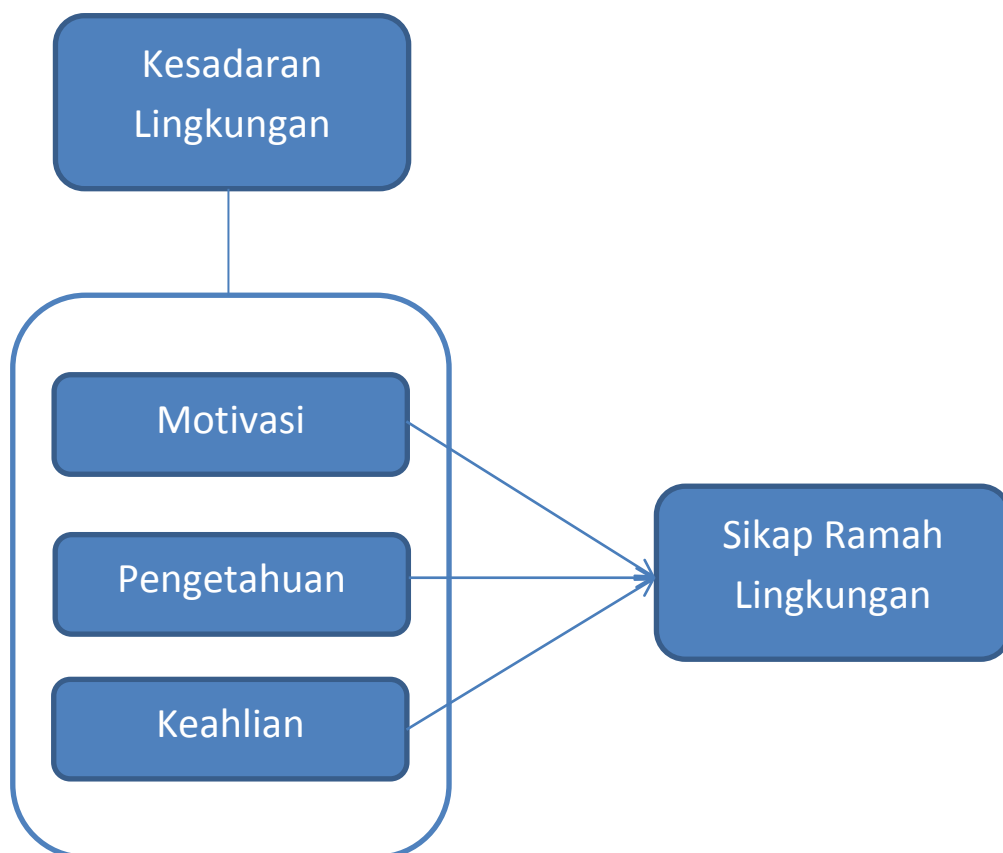 Kesadaran
Lingkungan
Motivasi
Pengetahuan
Keahlian
Sikap Ramah
Lingkungan